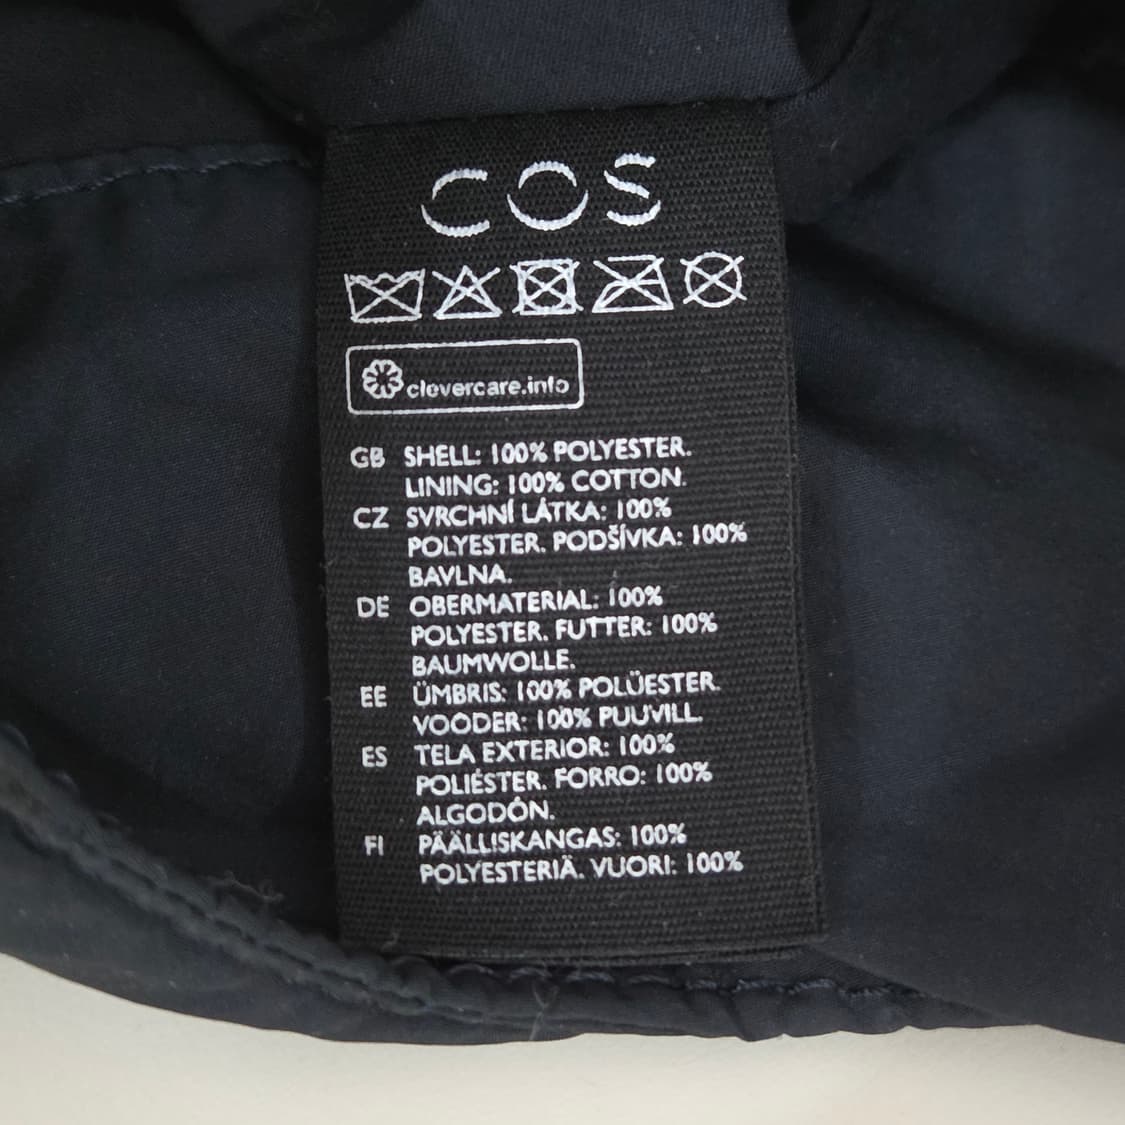 COS
clevercare.info
GB SHELL: 100% POLYESTER.
LINING: 100% COTTON.
CZ SVRCHNÍ LÁTKA: 100%
POLYESTER. PODŠÍVKA: 100%
BAVLNA.
DE OBERMATERIAL: 100%
POLYESTER. FUTTER: 100%
BAUMWOLLE.
EE ÜMBRIS: 100% POLÜESTER.
VOODER: 100% PUUVILL.
ES TELA EXTERIOR: 100%
POLIÉSTER. FORRO: 100%
ALGODÓN.
FI PÄÄLLISKANGAS: 100%
POLYESTERIÄ. VUORI: 100%